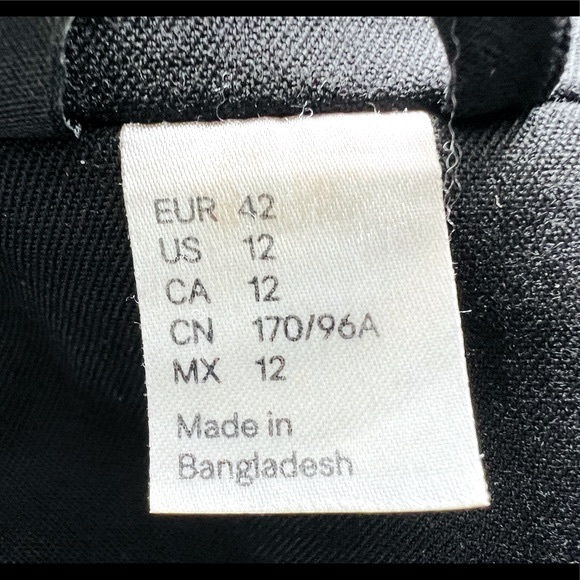 EUR 42
US 12
CA 12
CN 170/96A
MX 12
Made in
Bangladesh